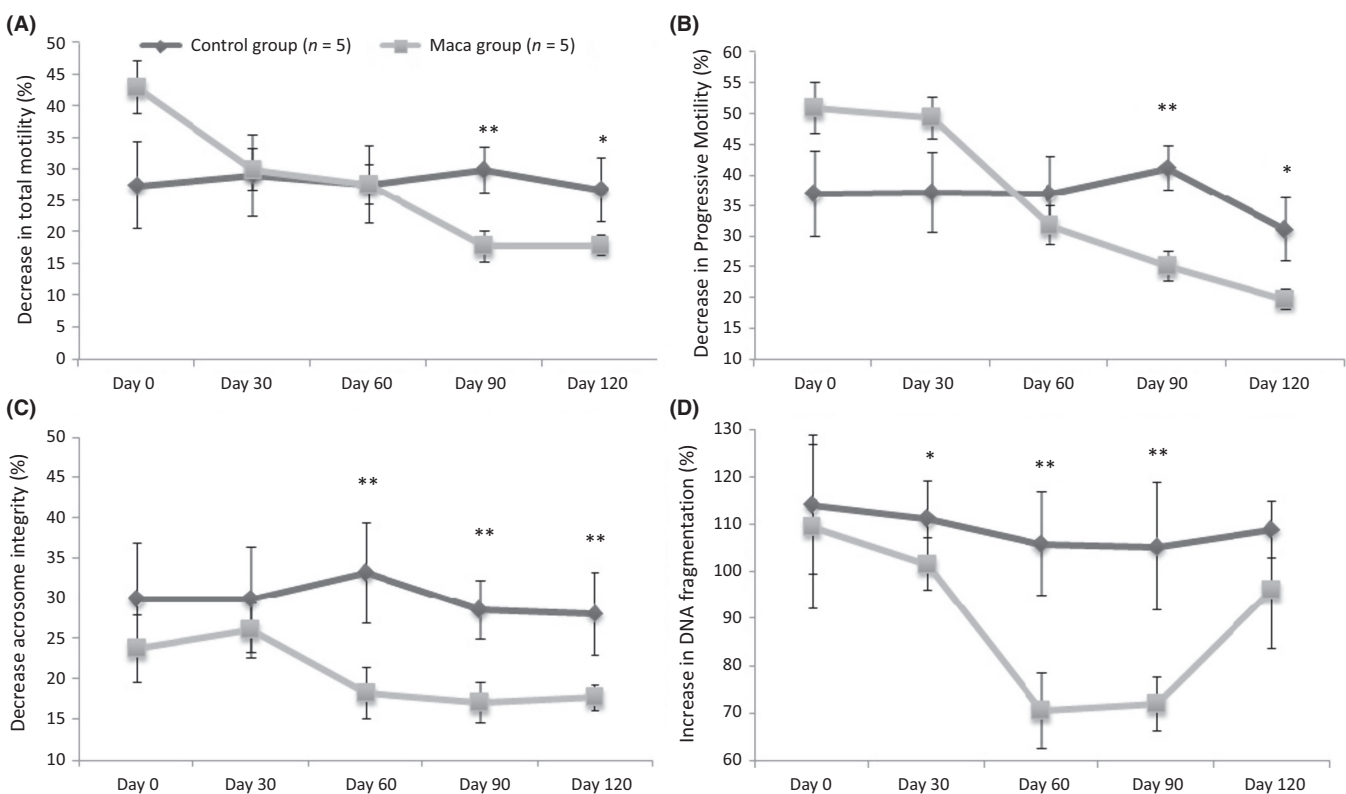 (A)
Control group (n = 5) Maca group (n = 5)
Decrease in total motility (%)
50
45
40
35
30
25
20
15
10
5
0
** *
Day 0 Day 30 Day 60 Day 90 Day 120
(B)
Decrease in Progressive Motility (%)
60
55
50
45
40
35
30
25
20
15
10
** *
Day 0 Day 30 Day 60 Day 90 Day 120
(C)
Decrease acrosome integrity (%)
50
45
40
35
30
25
20
15
10
** ** **
Day 0 Day 30 Day 60 Day 90 Day 120
(D)
Increase in DNA fragmentation (%)
130
120
110
100
90
80
70
60
* ** **
Day 0 Day 30 Day 60 Day 90 Day 120